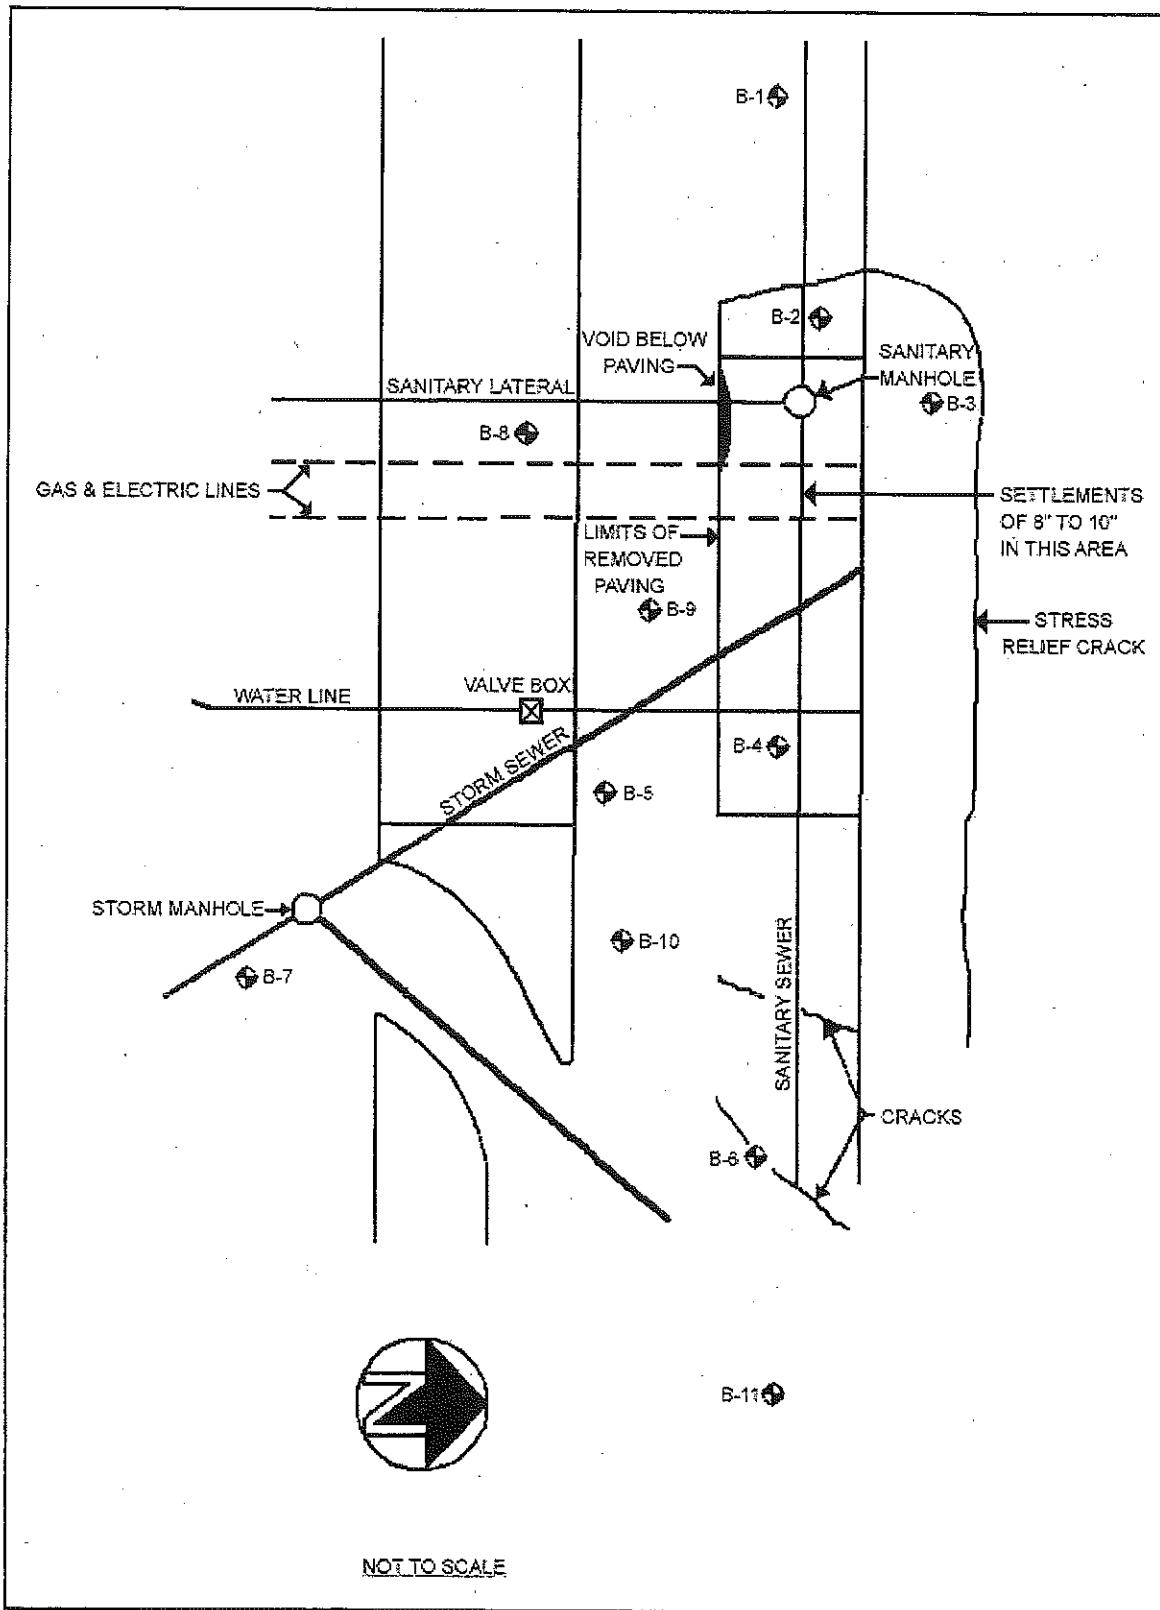 B-1
B-2
VOID BELOW
PAVING
SANITARY
MANHOLE
SANITARY LATERAL
B-3
B-8
GAS & ELECTRIC LINES
SETTLEMENTS
OF 8" TO 10"
IN THIS AREA
LIMITS OF
REMOVED
PAVING
B-9
STRESS
RELIEF CRACK
WATER LINE
VALVE BOX
STORM SEWER
B-4
B-5
STORM MANHOLE
B-7
B-10
SANITARY SEWER
CRACKS
B-6
N
B-11
NOT TO SCALE